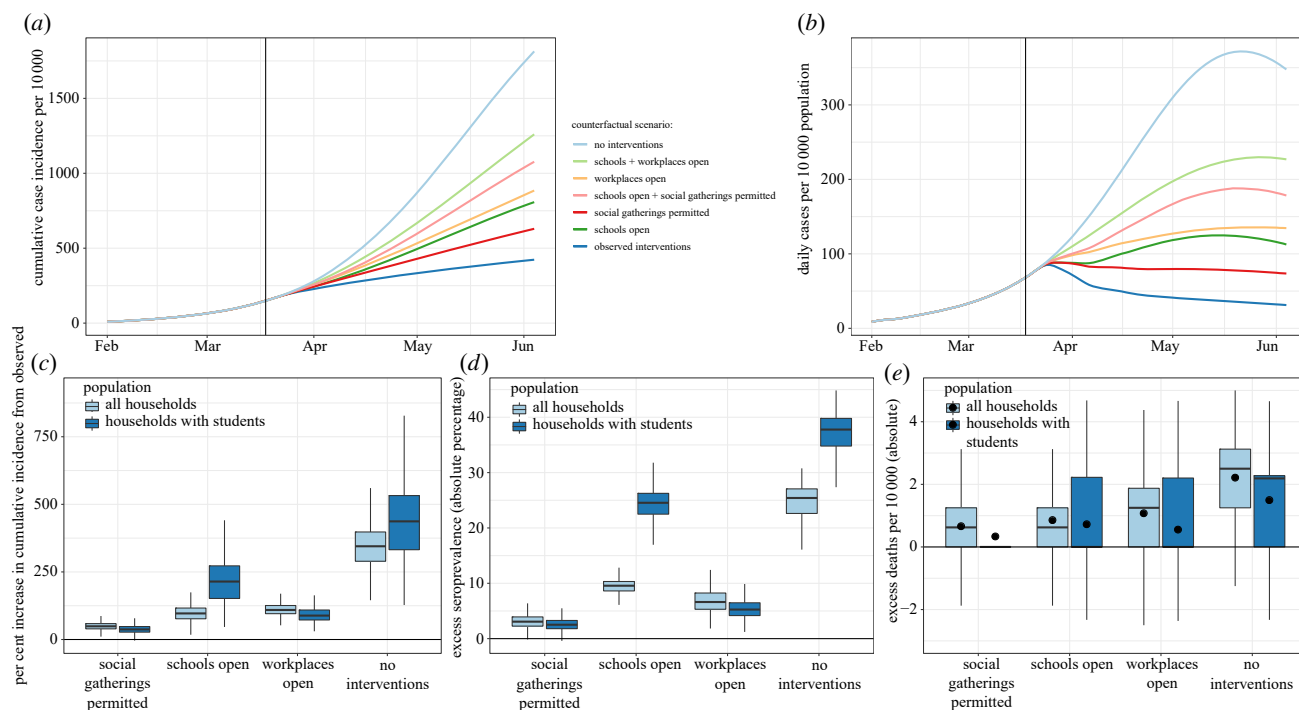 (a)
cumulative case incidence per 10 000
1500
1000
500
0
Feb
Mar
Apr
May
Jun
counterfactual scenario:
no interventions
schools + workplaces open
workplaces open
schools open + social gatherings permitted
social gatherings permitted
schools open
observed interventions
(b)
daily cases per 10 000 population
300
200
100
0
Feb
Mar
Apr
May
Jun
(c)
per cent increase in cumulative incidence from observed
750
500
250
0
population
all households
households with students
social
gatherings
permitted
schools open
workplaces
open
no
interventions
(d)
excess seroprevalence (absolute percentage)
40
30
20
10
0
population
all households
households with students
social
gatherings
permitted
schools open
workplaces
open
no
interventions
(e)
excess deaths per 10 000 (absolute)
4
2
0
−2
population
all households
households with
students
social
gatherings
permitted
schools open
workplaces
open
no
interventions